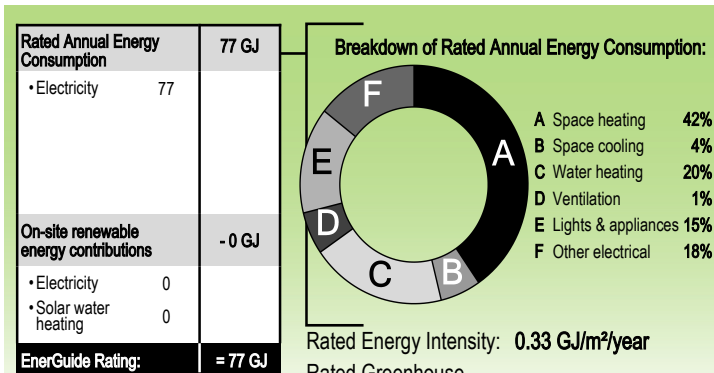 Rated Annual Energy
Consumption
77 GJ
• Electricity 77
On-site renewable
energy contributions
- 0 GJ
• Electricity 0
• Solar water
heating 0
EnerGuide Rating: = 77 GJ
Breakdown of Rated Annual Energy Consumption:
A
B
C
D
E
F
A Space heating 42%
B Space cooling 4%
C Water heating 20%
D Ventilation 1%
E Lights & appliances 15%
F Other electrical 18%
Rated Energy Intensity: 0.33 GJ/m²/year
Rated Greenhouse